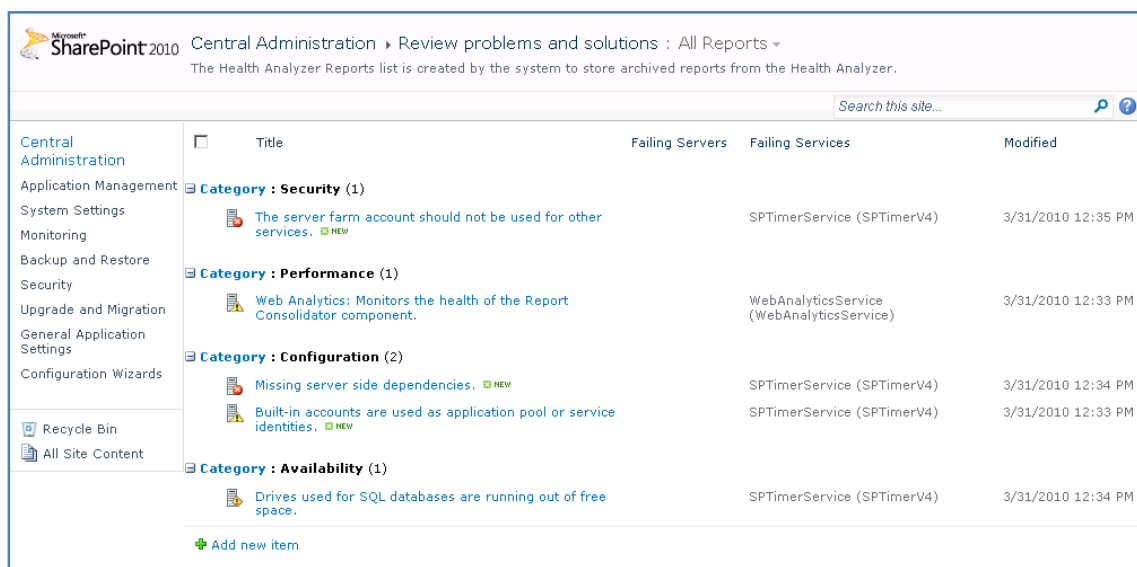 Microsoft®
SharePoint 2010
Central Administration ▸ Review problems and solutions : All Reports
The Health Analyzer Reports list is created by the system to store archived reports from the Health Analyzer.
Search this site...
Central
Administration
Application Management
System Settings
Monitoring
Backup and Restore
Security
Upgrade and Migration
General Application
Settings
Configuration Wizards
Recycle Bin
All Site Content
Title Failing Servers Failing Services Modified
Category : Security (1)
The server farm account should not be used for other SPTimerService (SPTimerV4) 3/31/2010 12:35 PM
services. NEW
Category : Performance (1)
Web Analytics: Monitors the health of the Report WebAnalyticsService 3/31/2010 12:33 PM
Consolidator component. (WebAnalyticsService)
Category : Configuration (2)
Missing server side dependencies. NEW SPTimerService (SPTimerV4) 3/31/2010 12:34 PM
Built-in accounts are used as application pool or service SPTimerService (SPTimerV4) 3/31/2010 12:33 PM
identities. NEW
Category : Availability (1)
Drives used for SQL databases are running out of free SPTimerService (SPTimerV4) 3/31/2010 12:34 PM
space.
Add new item